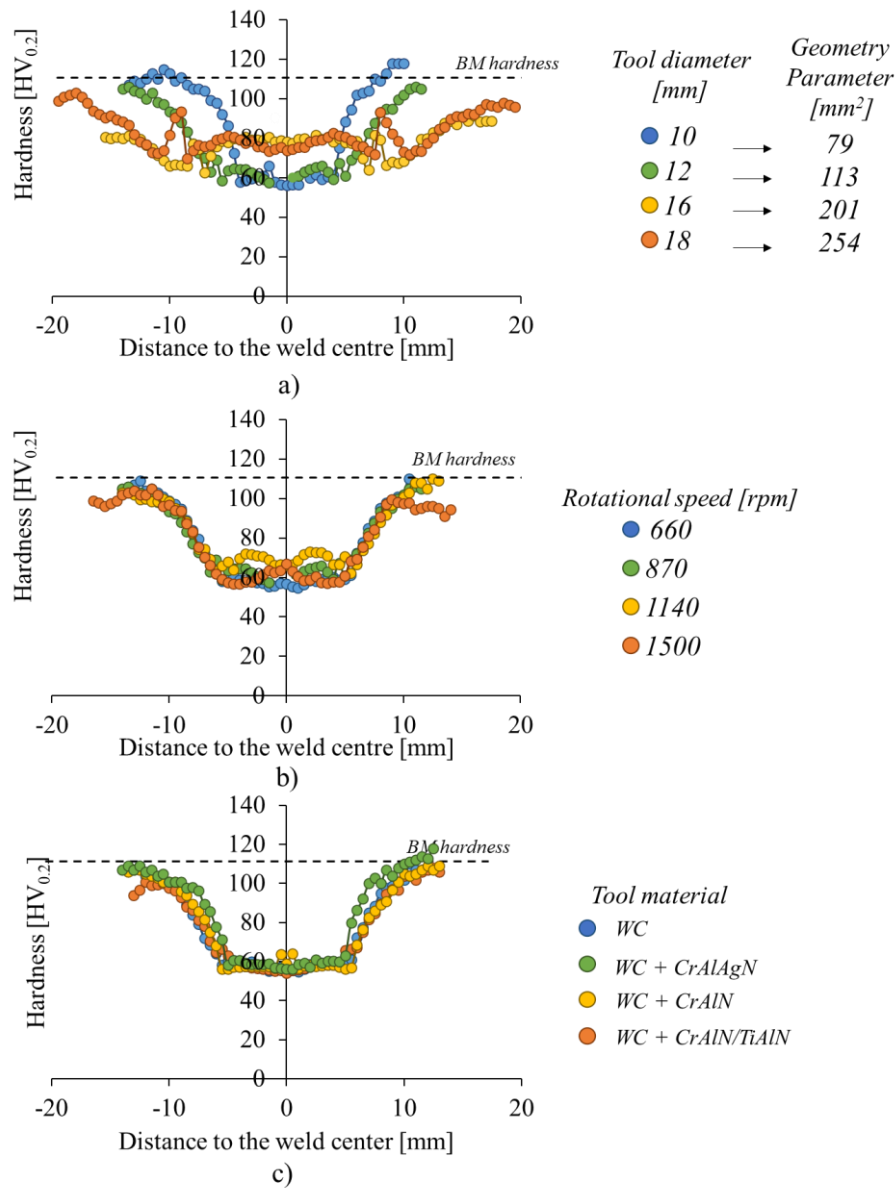 Hardness [HV0.2]
140
120
100
80
60
40
20
0
BM hardness
-20
-10
0
10
20
Distance to the weld centre [mm]
a)
Tool diameter
[mm]
Geometry
Parameter
[mm²]
10 → 79
12 → 113
16 → 201
18 → 254
Hardness [HV0.2]
140
120
100
80
60
40
20
0
BM hardness
-20
-10
0
10
20
Distance to the weld centre [mm]
b)
Rotational speed [rpm]
660
870
1140
1500
Hardness [HV0.2]
140
120
100
80
60
40
20
0
BM hardness
-20
-10
0
10
20
Distance to the weld center [mm]
c)
Tool material
WC
WC + CrAlAgN
WC + CrAlN
WC + CrAlN/TiAlN